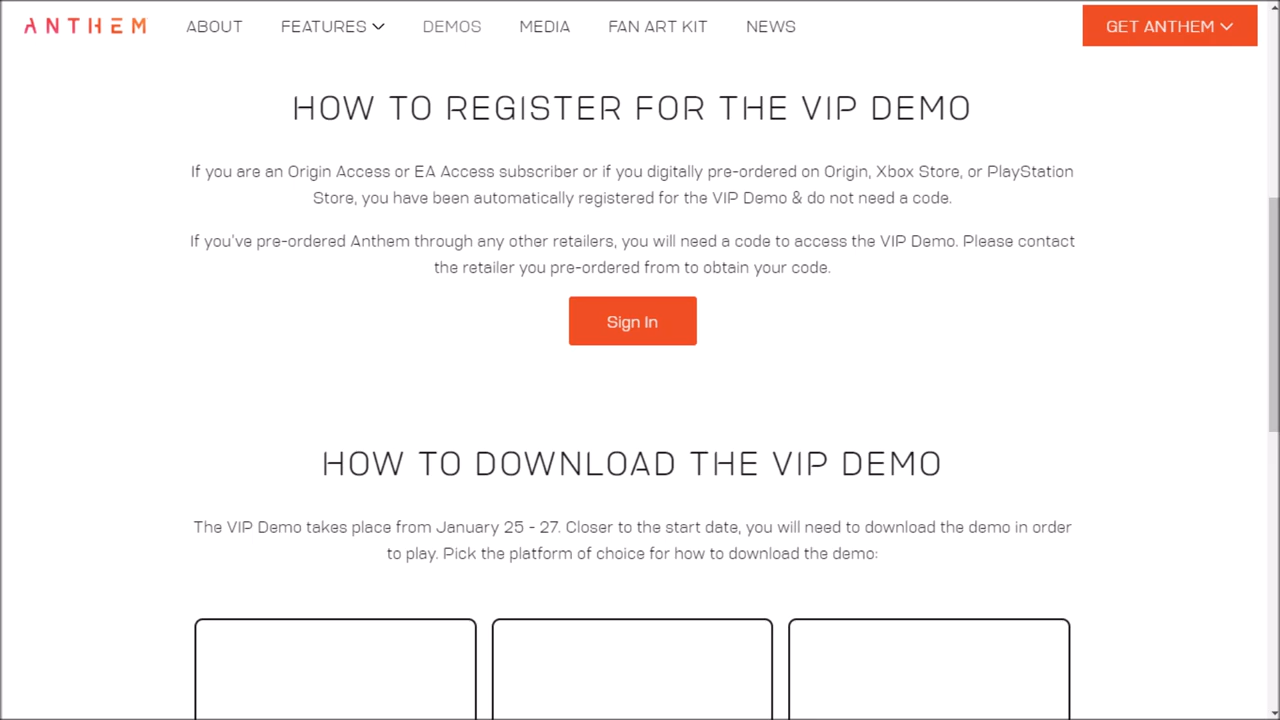 ANTHEM ABOUT FEATURES DEMOS MEDIA FAN ART KIT NEWS GET ANTHEM
HOW TO REGISTER FOR THE VIP DEMO
If you are an Origin Access or EA Access subscriber or if you digitally pre-ordered on Origin, Xbox Store, or PlayStation
Store, you have been automatically registered for the VIP Demo & do not need a code.
If you've pre-ordered Anthem through any other retailers, you will need a code to access the VIP Demo. Please contact
the retailer you pre-ordered from to obtain your code.
Sign In
HOW TO DOWNLOAD THE VIP DEMO
The VIP Demo takes place from January 25 - 27. Closer to the start date, you will need to download the demo in order
to play. Pick the platform of choice for how to download the demo: